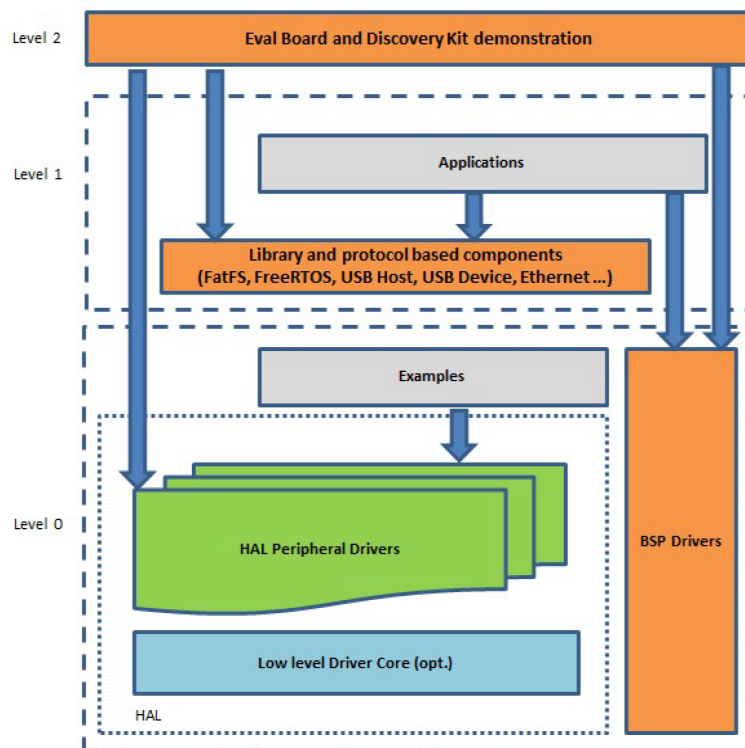 Level 2
Eval Board and Discovery Kit demonstration
Level 1
Applications
Library and protocol based components
(FatFS, FreeRTOS, USB Host, USB Device, Ethernet ...)
Examples
Level 0
HAL Peripheral Drivers
BSP Drivers
Low level Driver Core (opt.)
HAL